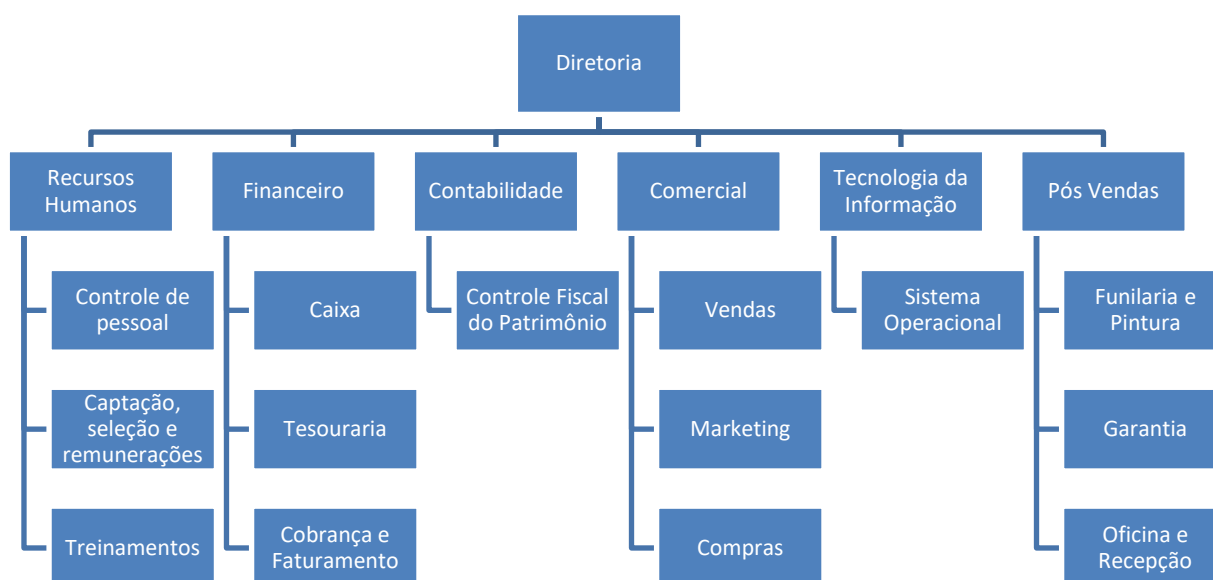 Diretoria
Recursos
Humanos
Financeiro
Contabilidade
Comercial
Tecnologia da
Informação
Pós Vendas
Controle de
pessoal
Caixa
Controle Fiscal
do Patrimônio
Vendas
Sistema
Operacional
Funilaria e
Pintura
Captação,
seleção e
remunerações
Tesouraria
Marketing
Garantia
Treinamentos
Cobrança e
Faturamento
Compras
Oficina e
Recepção